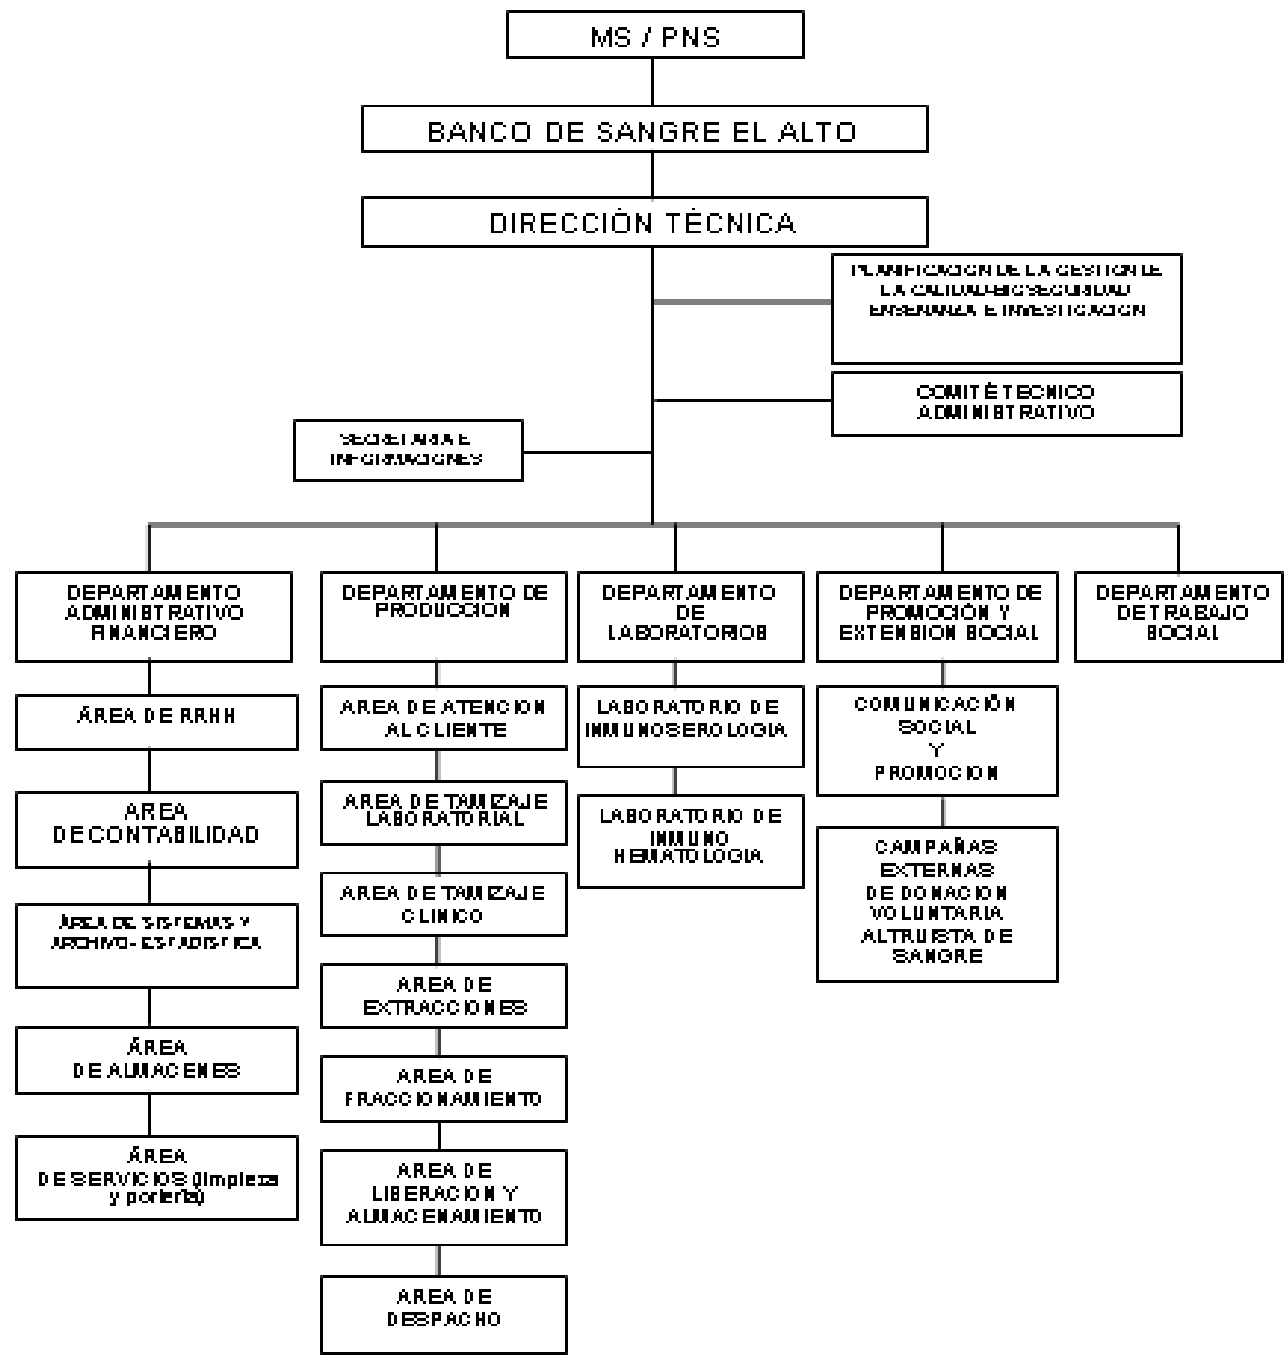 MS / PNS
BANCO DE SANGRE EL ALTO
DIRECCIÓN TÉCNICA
PLANIFICACION DE LA GESTION DE
LA CALIDAD-BIOSEGURIDAD
ENSEÑANZA E INVESTIGACION
COMITÉ TECNICO
ADMINISTRATIVO
SECRETARIA E
INFORMACIONES
DEPARTAMENTO
ADMINISTRATIVO
FINANCIERO
DEPARTAMENTO DE
PRODUCCION
DEPARTAMENTO
DE
LABORATORIOS
DEPARTAMENTO DE
PROMOCIÓN Y
EXTENSION SOCIAL
DEPARTAMENTO
DE TRABAJO
SOCIAL
ÁREA DE RRHH
AREA
DE CONTABILIDAD
ÁREA DE SISTEMAS Y
ARCHIVO- ESTADISTICA
ÁREA
DE ALMACENES
ÁREA
DE SERVICIOS (limpieza
y portería)
AREA DE ATENCION
AL CLIENTE
AREA DE TAMIZAJE
LABORATORIAL
AREA DE TAMIZAJE
CLINICO
AREA DE
EXTRACCIONES
AREA DE
FRACCIONAMIENTO
AREA DE
LIBERACION Y
ALMACENAMIENTO
AREA DE
DESPACHO
LABORATORIO DE
INMUNOSEROLOGIA
LABORATORIO DE
INMUNO
HEMATOLOGIA
COMUNICACIÓN
SOCIAL
Y
PROMOCION
CAMPAÑAS
EXTERNAS
DE DONACION
VOLUNTARIA
ALTRUISTA DE
SANGRE